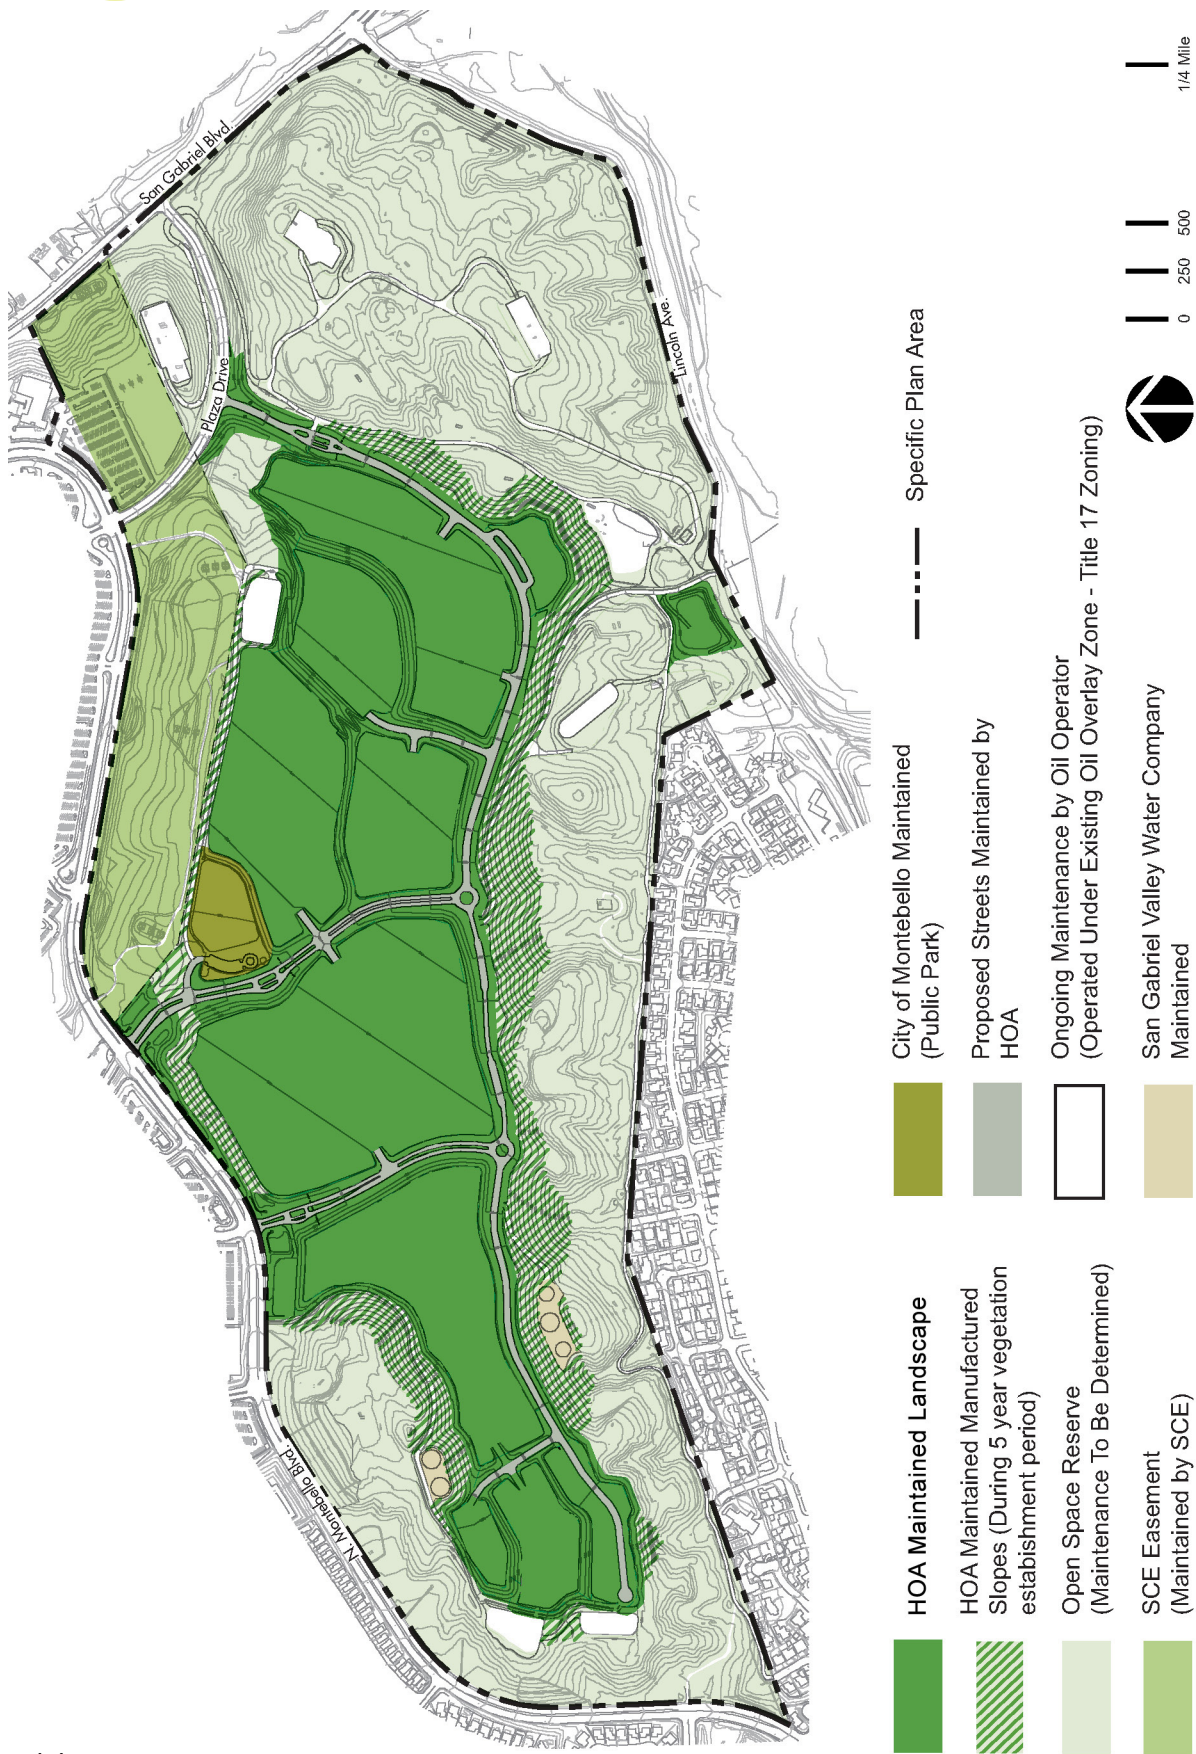 San Gabriel Blvd.
Plaza Drive
Lincoln Ave.
N. Montebello Blvd.
HOA Maintained Landscape
HOA Maintained Manufactured
Slopes (During 5 year vegetation
estabishment period)
Open Space Reserve
(Maintenance To Be Determined)
SCE Easement
(Maintained by SCE)
City of Montebello Maintained
(Public Park)
Proposed Streets Maintained by
HOA
Ongoing Maintenance by Oil Operator
(Operated Under Existing Oil Overlay Zone - Title 17 Zoning)
San Gabriel Valley Water Company
Maintained
Specific Plan Area
0 250 500 1/4 Mile